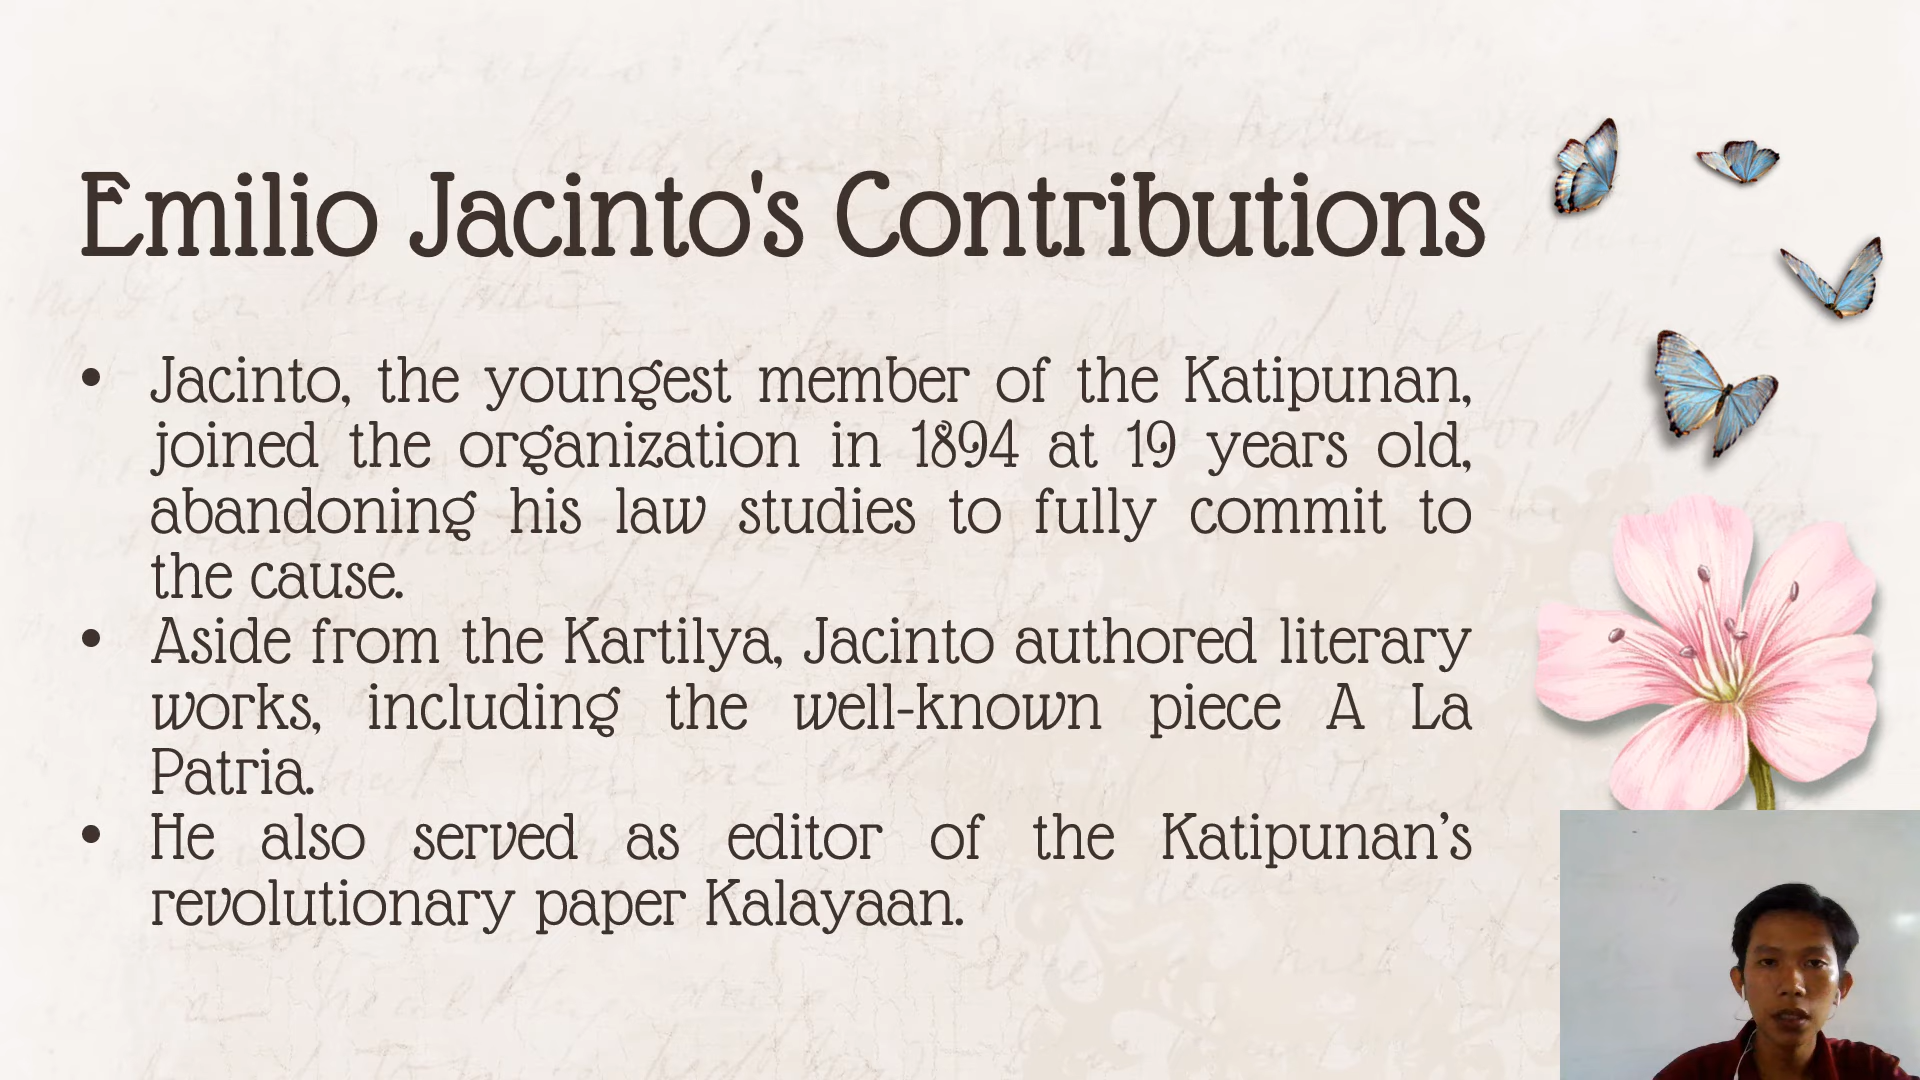 Emilio Jacinto's Contributions
• Jacinto, the youngest member of the Katipunan,
joined the organization in 1894 at 19 years old,
abandoning his law studies to fully commit to
the cause.
• Aside from the Kartilya, Jacinto authored literary
works, including the well-known piece A La
Patria.
• He also served as editor of the Katipunan’s
revolutionary paper Kalayaan.